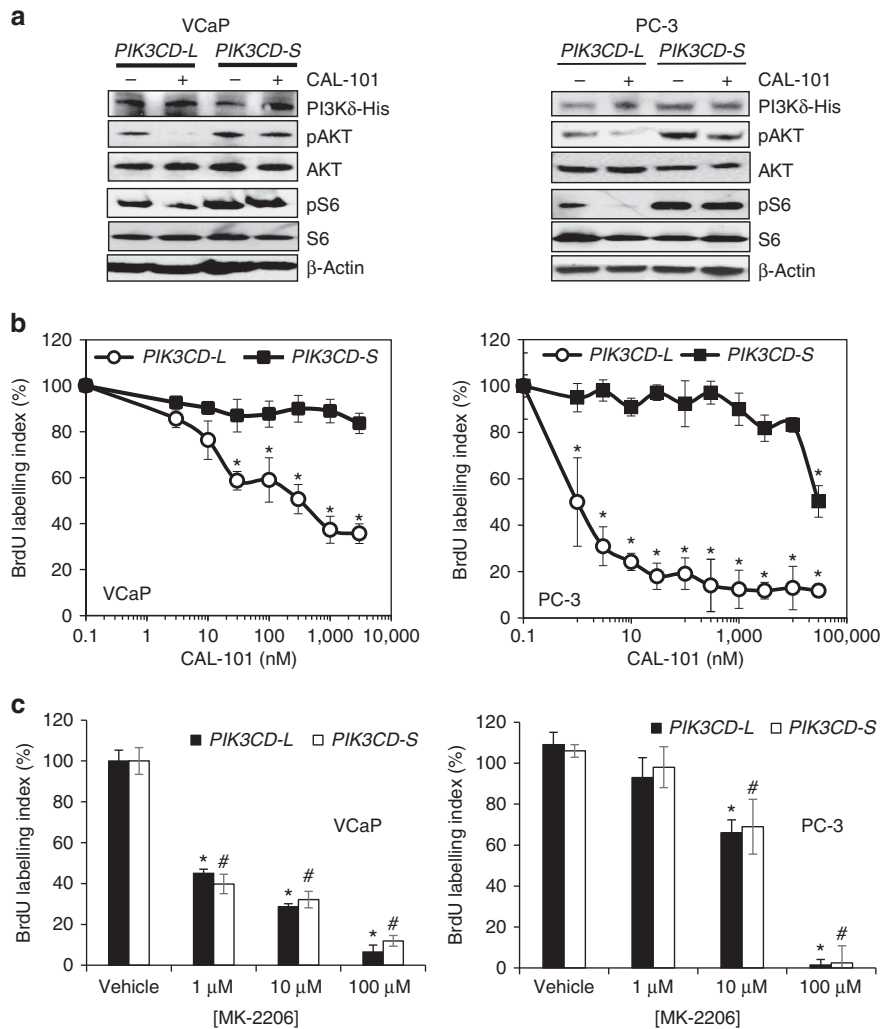 a
VCaP
PIK3CD-L PIK3CD-S
– + – + CAL-101
PI3Kδ-His
pAKT
AKT
pS6
S6
β-Actin
PC-3
PIK3CD-L PIK3CD-S
– + – + CAL-101
PI3Kδ-His
pAKT
AKT
pS6
S6
β-Actin
b
BrdU labelling index (%)
120
100
80
60
40
20
0
PIK3CD-L PIK3CD-S
* * * * *
VCaP
0.1 1 10 100 1,000 10,000
CAL-101 (nM)
BrdU labelling index (%)
120
100
80
60
40
20
0
PIK3CD-L PIK3CD-S
*
* * * * * * * * * *
PC-3
0.1 10 1,000 100,000
CAL-101 (nM)
c
BrdU labelling index (%)
120
100
80
60
40
20
0
PIK3CD-L PIK3CD-S
VCaP
* # * # * #
Vehicle 1 μM 10 μM 100 μM
[MK-2206]
BrdU labelling index (%)
120
100
80
60
40
20
0
PIK3CD-L PIK3CD-S
PC-3
* # * #
Vehicle 1 μM 10 μM 100 μM
[MK-2206]